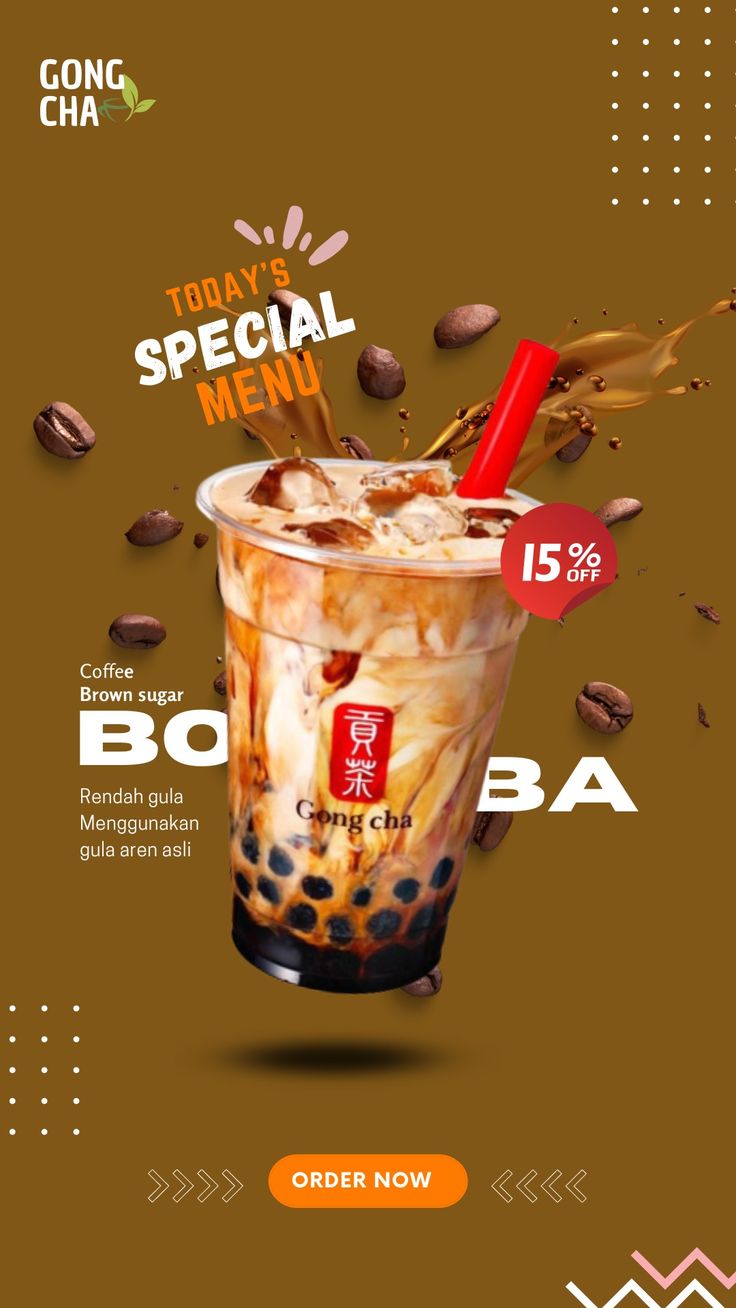 GONG
CHA
TODAY'S
SPECIAL
MENU
15% OFF
Coffee
Brown sugar
BO BA
Rendah gula
Menggunakan
gula aren asli
貢茶
Gong cha
ORDER NOW